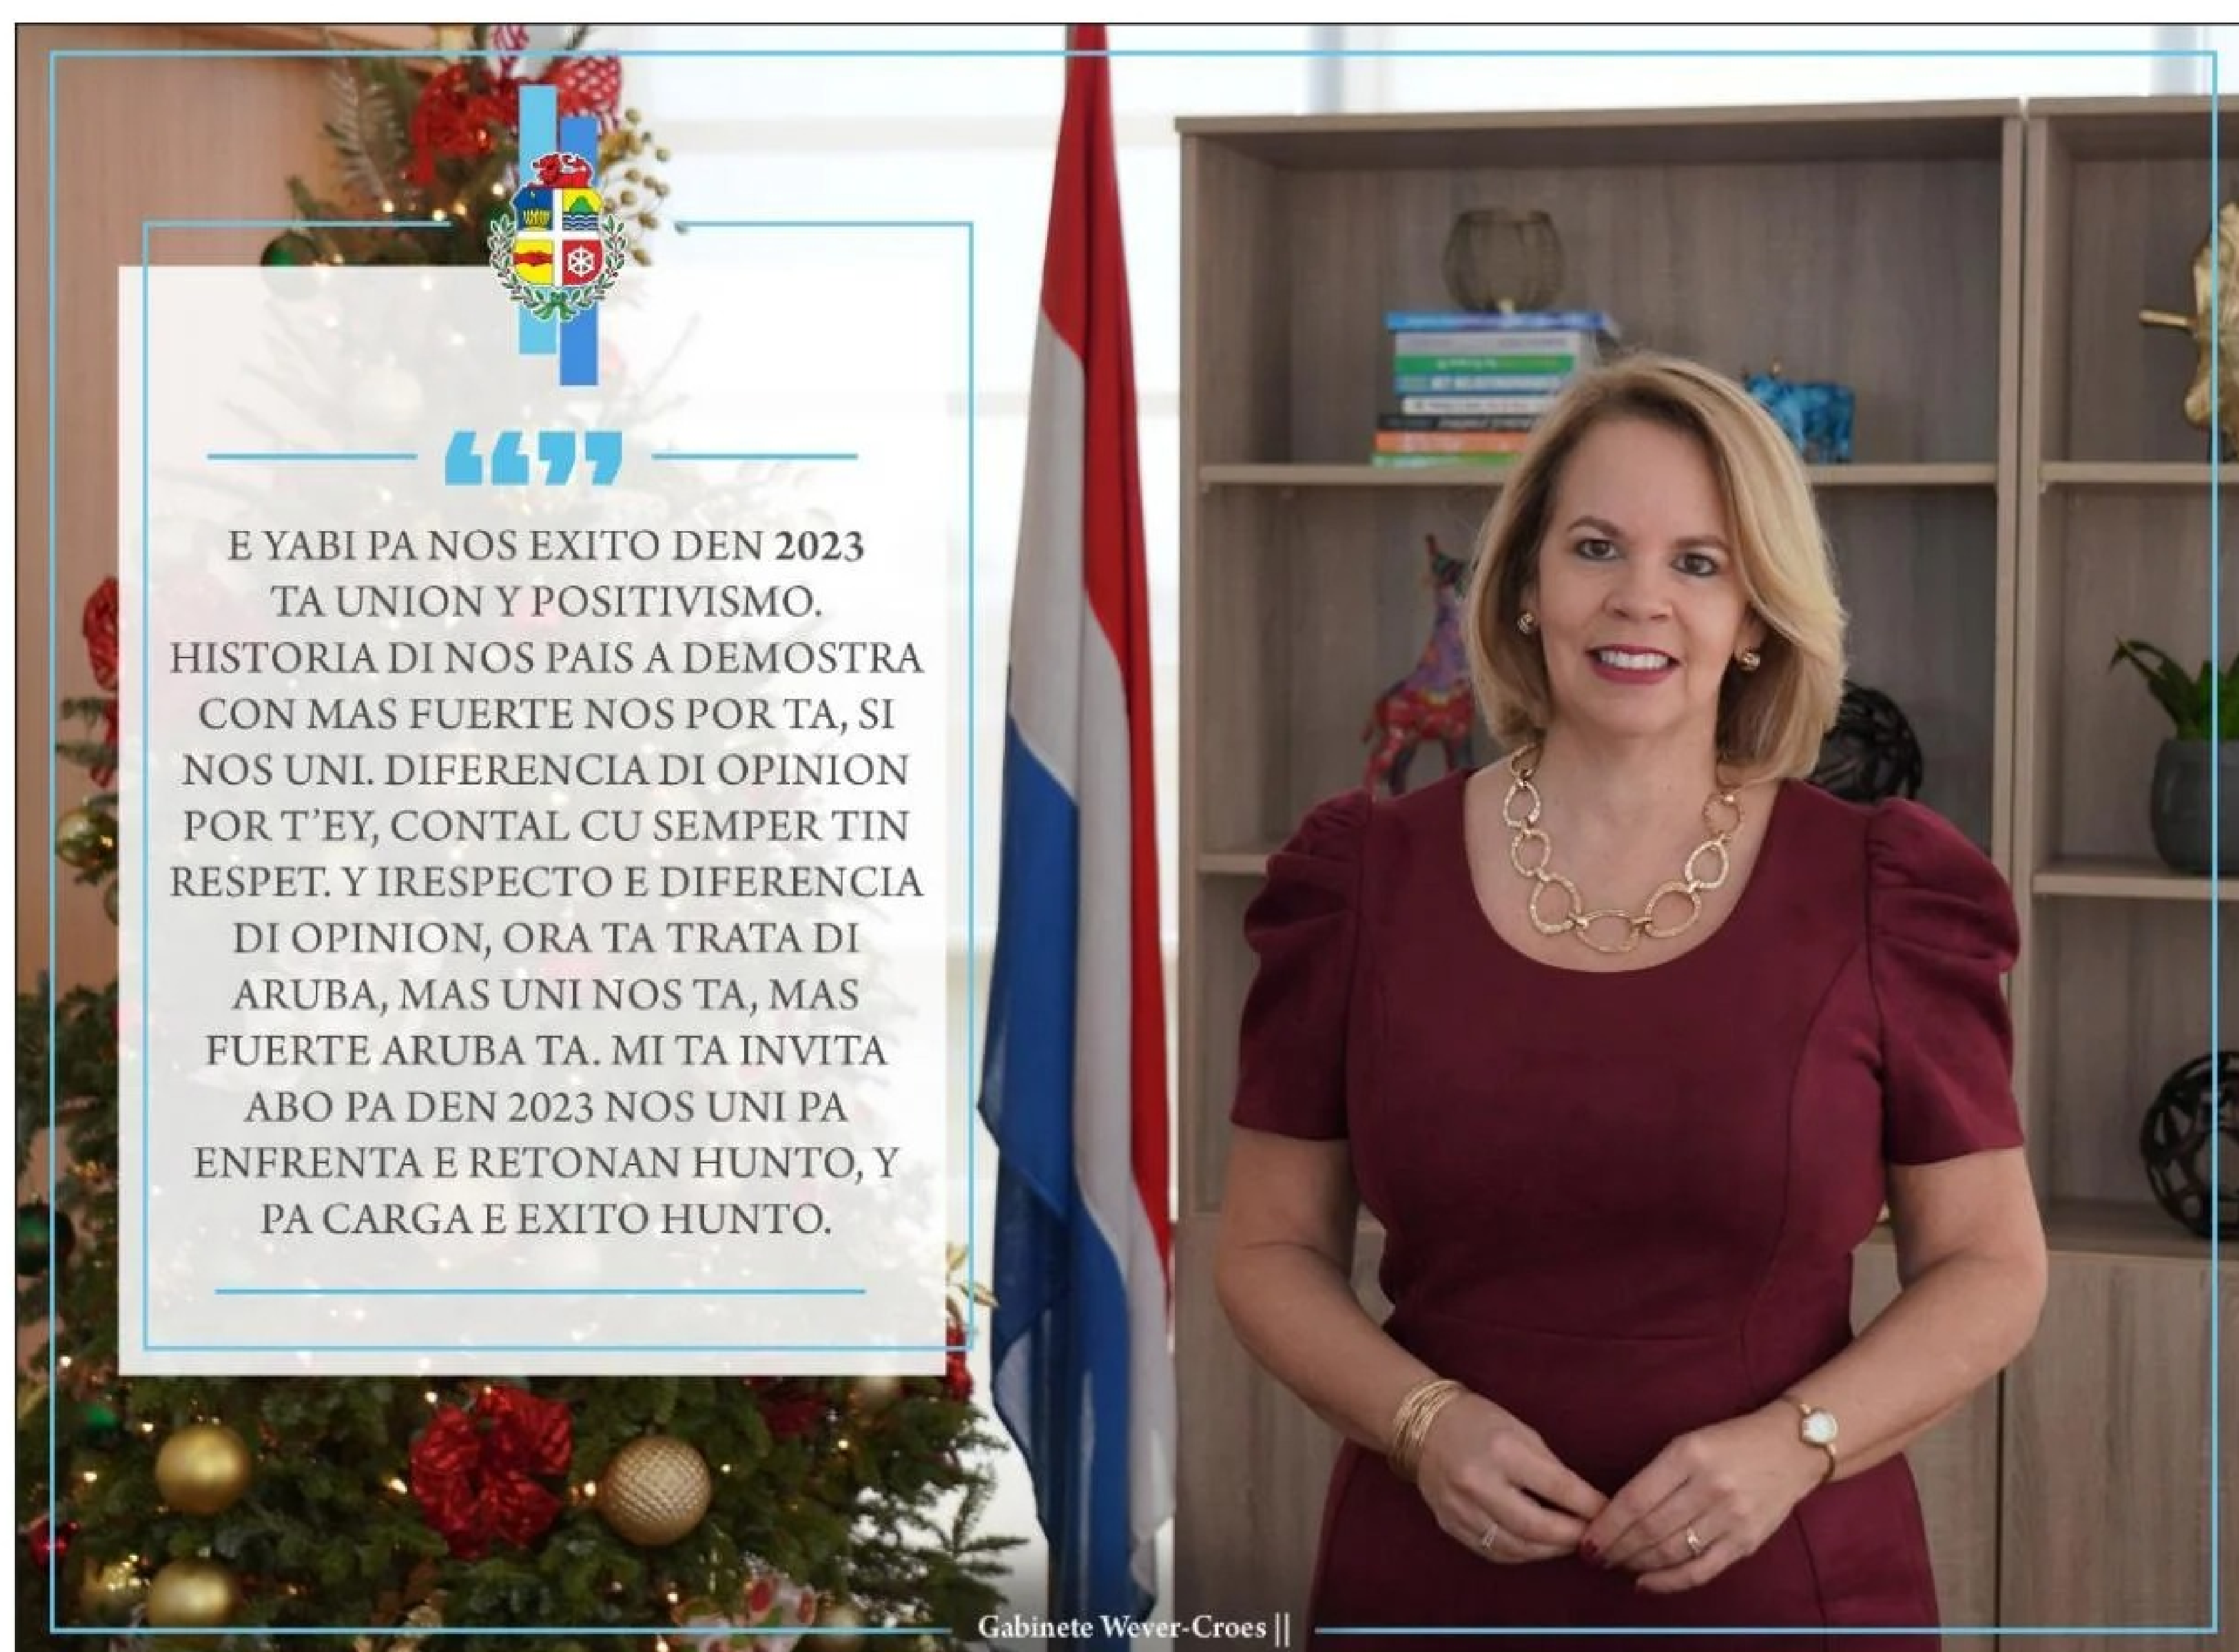 E YABI PA NOS EXITO DEN 2023
TA UNION Y POSITIVISMO.
HISTORIA DI NOS PAIS A DEMOSTRA
CON MAS FUERTE NOS POR TA, SI
NOS UNI. DIFERENCIA DI OPINION
POR T’EY, CONTAL CU SEMPER TIN
RESPET. Y IRESPECTO E DIFERENCIA
DI OPINION, ORA TA TRATA DI
ARUBA, MAS UNI NOS TA, MAS
FUERTE ARUBA TA. MI TA INVITA
ABO PA DEN 2023 NOS UNI PA
ENFRENTA E RETONAN HUNTO, Y
PA CARGA E EXITO HUNTO.
Gabinete Wever-Croes ||